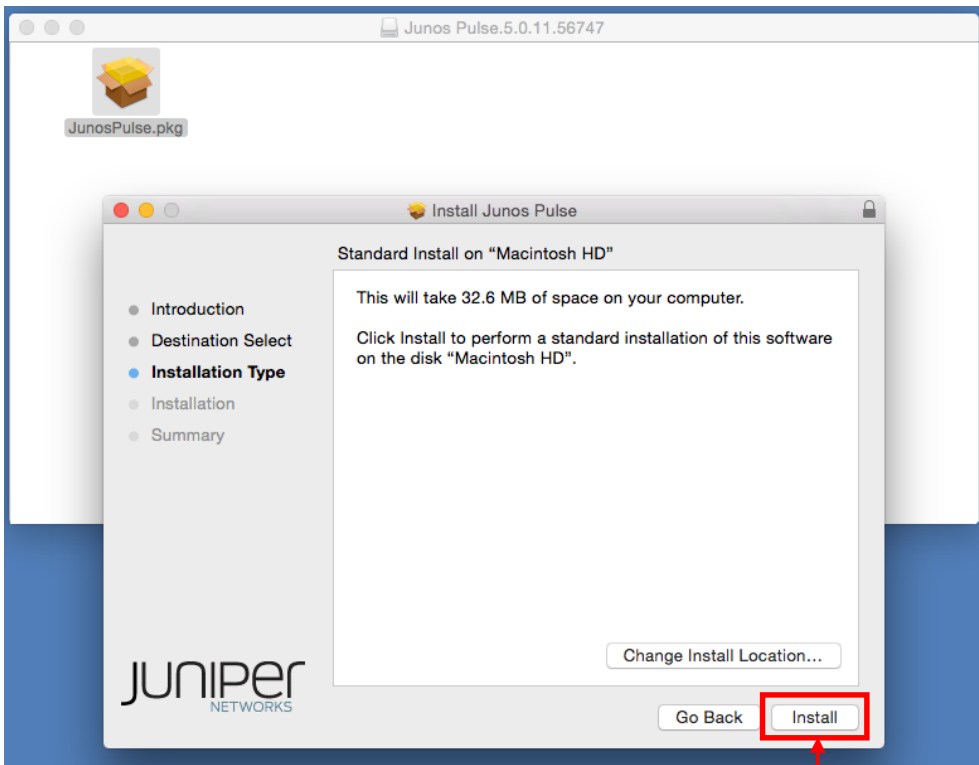 Junos Pulse.5.0.11.56747
JunosPulse.pkg
Install Junos Pulse
Standard Install on “Macintosh HD”
Introduction
Destination Select
Installation Type
Installation
Summary
This will take 32.6 MB of space on your computer.
Click Install to perform a standard installation of this software
on the disk “Macintosh HD”.
Change Install Location...
JUNIPer
NETWORKS
Go Back
Install